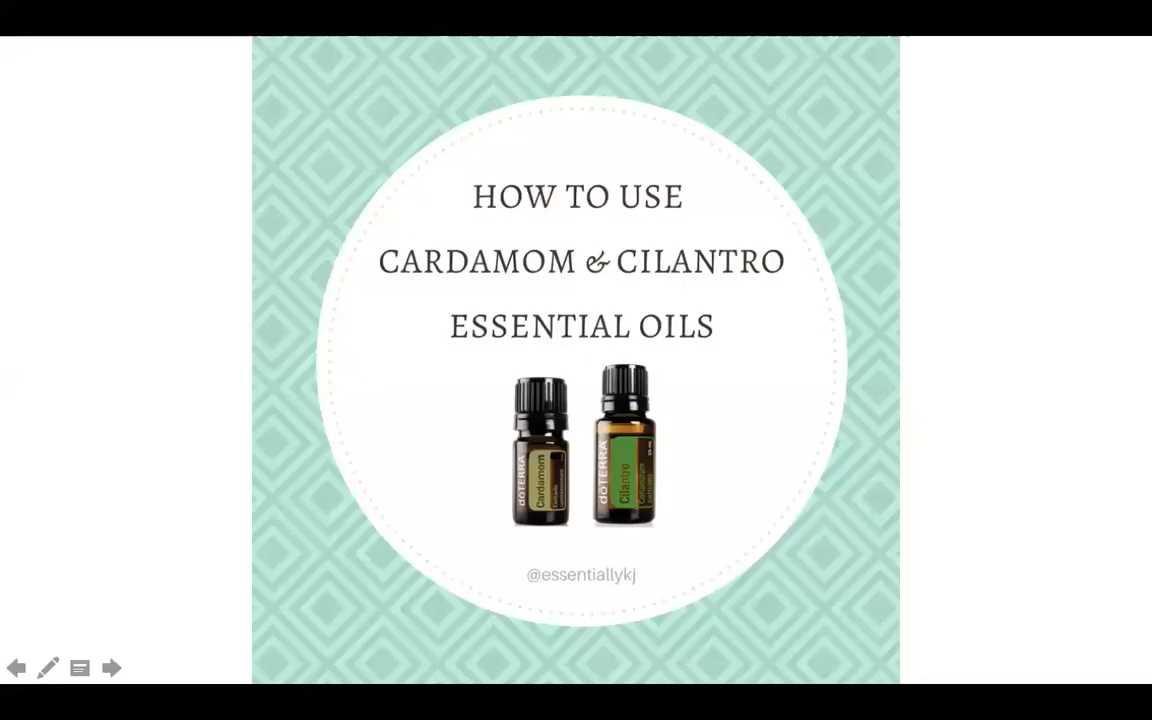 HOW TO USE
CARDAMOM & CILANTRO
ESSENTIAL OILS
dōTERRA
Cardamom
dōTERRA
Cilantro
@essentiallykj